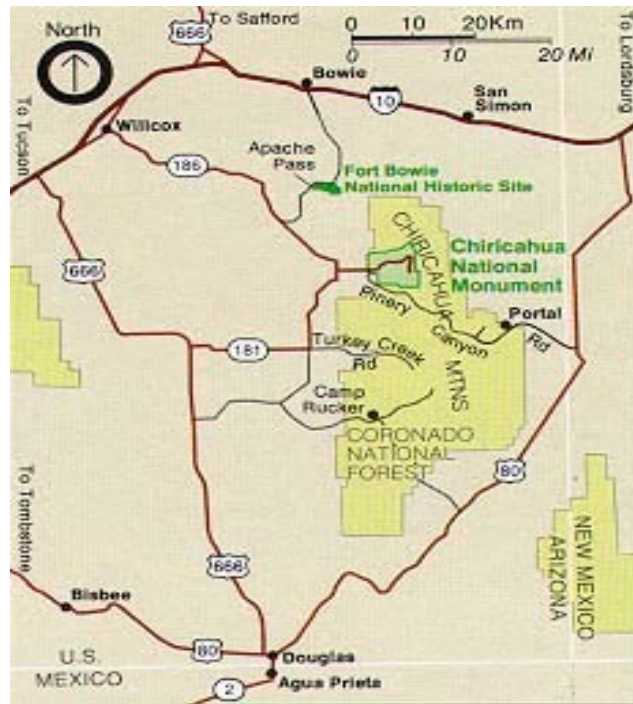 North
666
To Safford
0 10 20 Km
0 10 20 Mi
To Lordsburg
Bowie
10
San
Simon
To Tucson
Willcox
Apache
Pass
186
Fort Bowie
National Historic Site
CHIRICAHUA
MTNS
Chiricahua
National
Monument
666
Pinery
Canyon
Rd
Portal
181
Turkey Creek
Rd
Camp
Rucker
CORONADO
NATIONAL
FOREST
80
To Tombstone
NEW MEXICO
ARIZONA
666
Bisbee
80
Douglas
U.S.
MEXICO
2
Agua Prieta